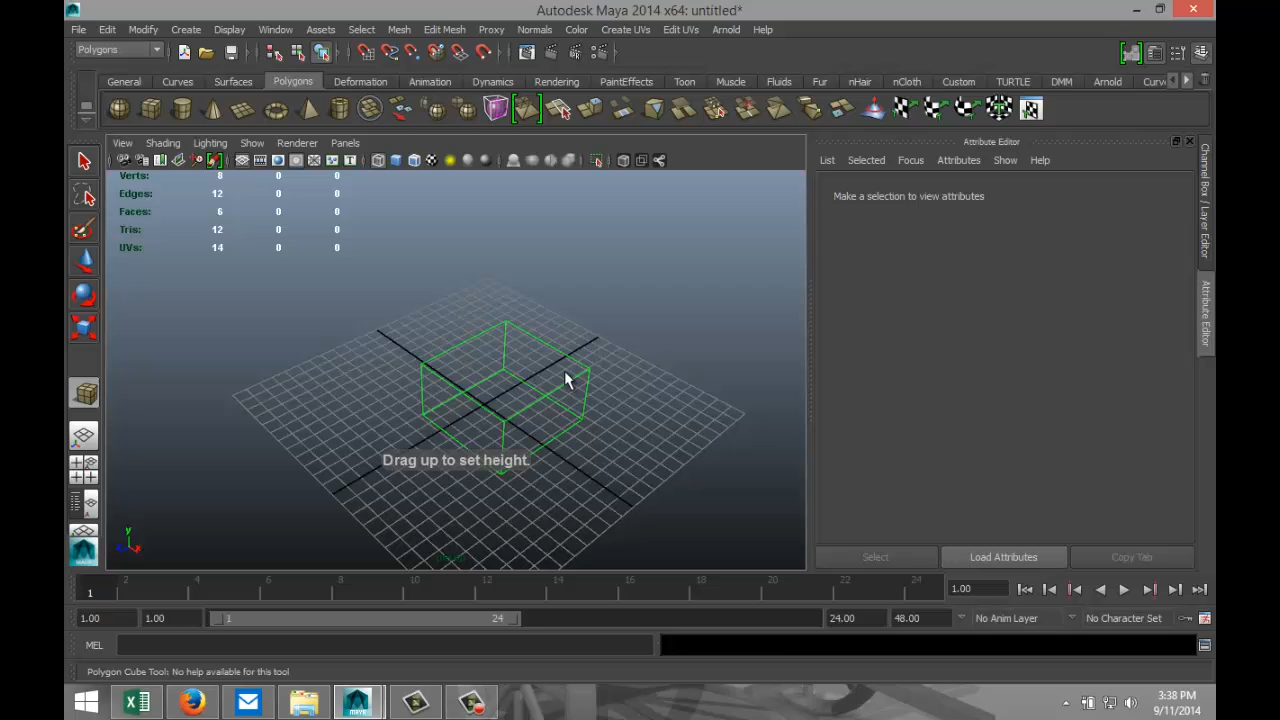 Autodesk Maya 2014 x64: untitled*
File Edit Modify Create Display Window Assets Select Mesh Edit Mesh Proxy Normals Color Create UVs Edit UVs Arnold Help
Polygons
General Curves Surfaces Polygons Deformation Animation Dynamics Rendering PaintEffects Toon Muscle Fluids Fur nHair nCloth Custom TURTLE DMM Arnold Curv
View Shading Lighting Show Renderer Panels
Attribute Editor
List Selected Focus Attributes Show Help
Make a selection to view attributes
Verts: 8 0 0
Edges: 12 0 0
Faces: 6 0 0
Tris: 12 0 0
UVs: 14 0 0
Channel Box / Layer Editor
Attribute Editor
Drag up to set height.
y
x
Select Load Attributes Copy Tab
2 4 6 8 10 12 14 16 18 20 22 24
1
1.00
1.00 1.00 1 24 24.00 48.00 No Anim Layer No Character Set
MEL
Polygon Cube Tool: No help available for this tool
3:38 PM
9/11/2014